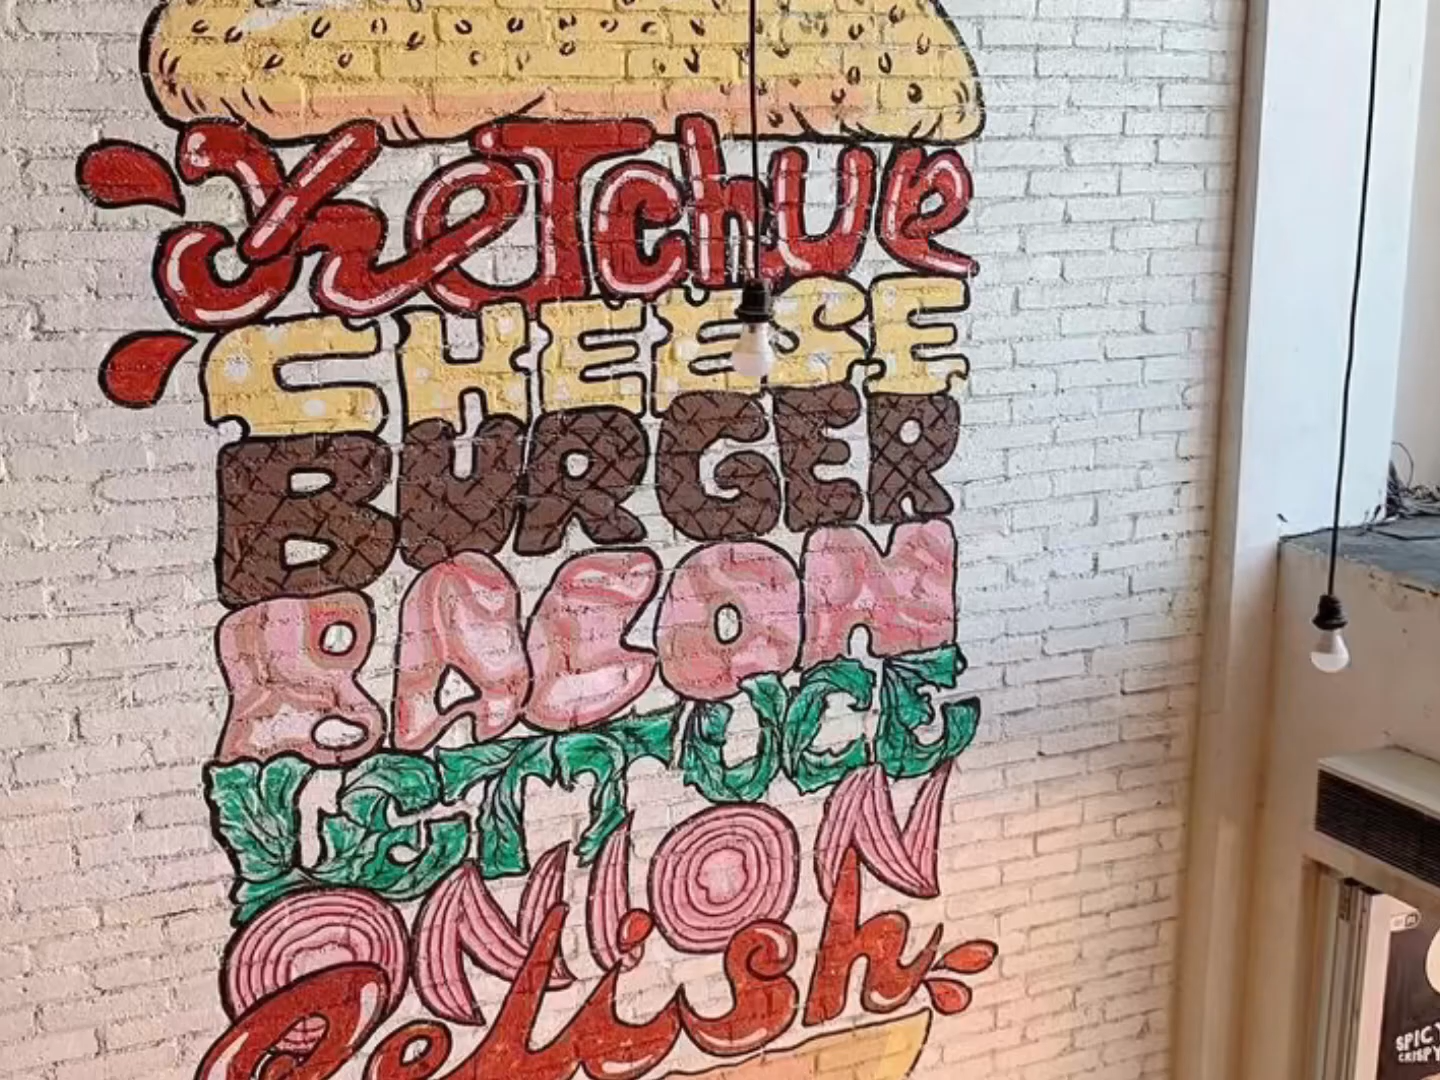 KeTchuP
CHEESE
BURGER
BACON
LETTUCE
ONION
Relish
SPICY
CRISPY